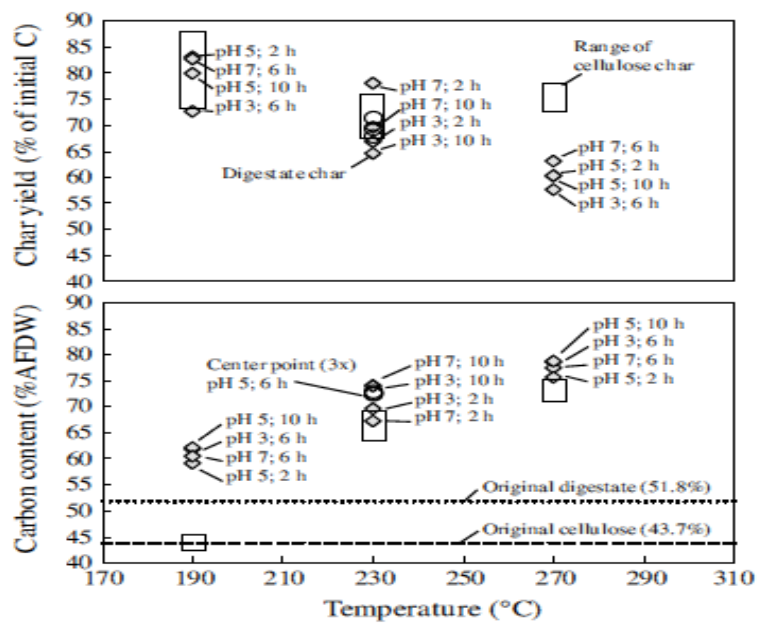 Char yield (% of initial C)
90
85
80
75
70
65
60
55
50
45
40
pH 5; 2 h
pH 7; 6 h
pH 5; 10 h
pH 3; 6 h
pH 7; 2 h
pH 7; 10 h
pH 3; 2 h
pH 3; 10 h
Digestate char
Range of
cellulose char
pH 7; 6 h
pH 5; 2 h
pH 5; 10 h
pH 3; 6 h
Carbon content (%AFDW)
90
85
80
75
70
65
60
55
50
45
40
pH 5; 10 h
pH 3; 6 h
pH 7; 6 h
pH 5; 2 h
Center point (3x)
pH 5; 6 h
pH 7; 10 h
pH 3; 10 h
pH 3; 2 h
pH 7; 2 h
pH 5; 10 h
pH 3; 6 h
pH 7; 6 h
pH 5; 2 h
Original digestate (51.8%)
Original cellulose (43.7%)
170 190 210 230 250 270 290 310
Temperature (°C)